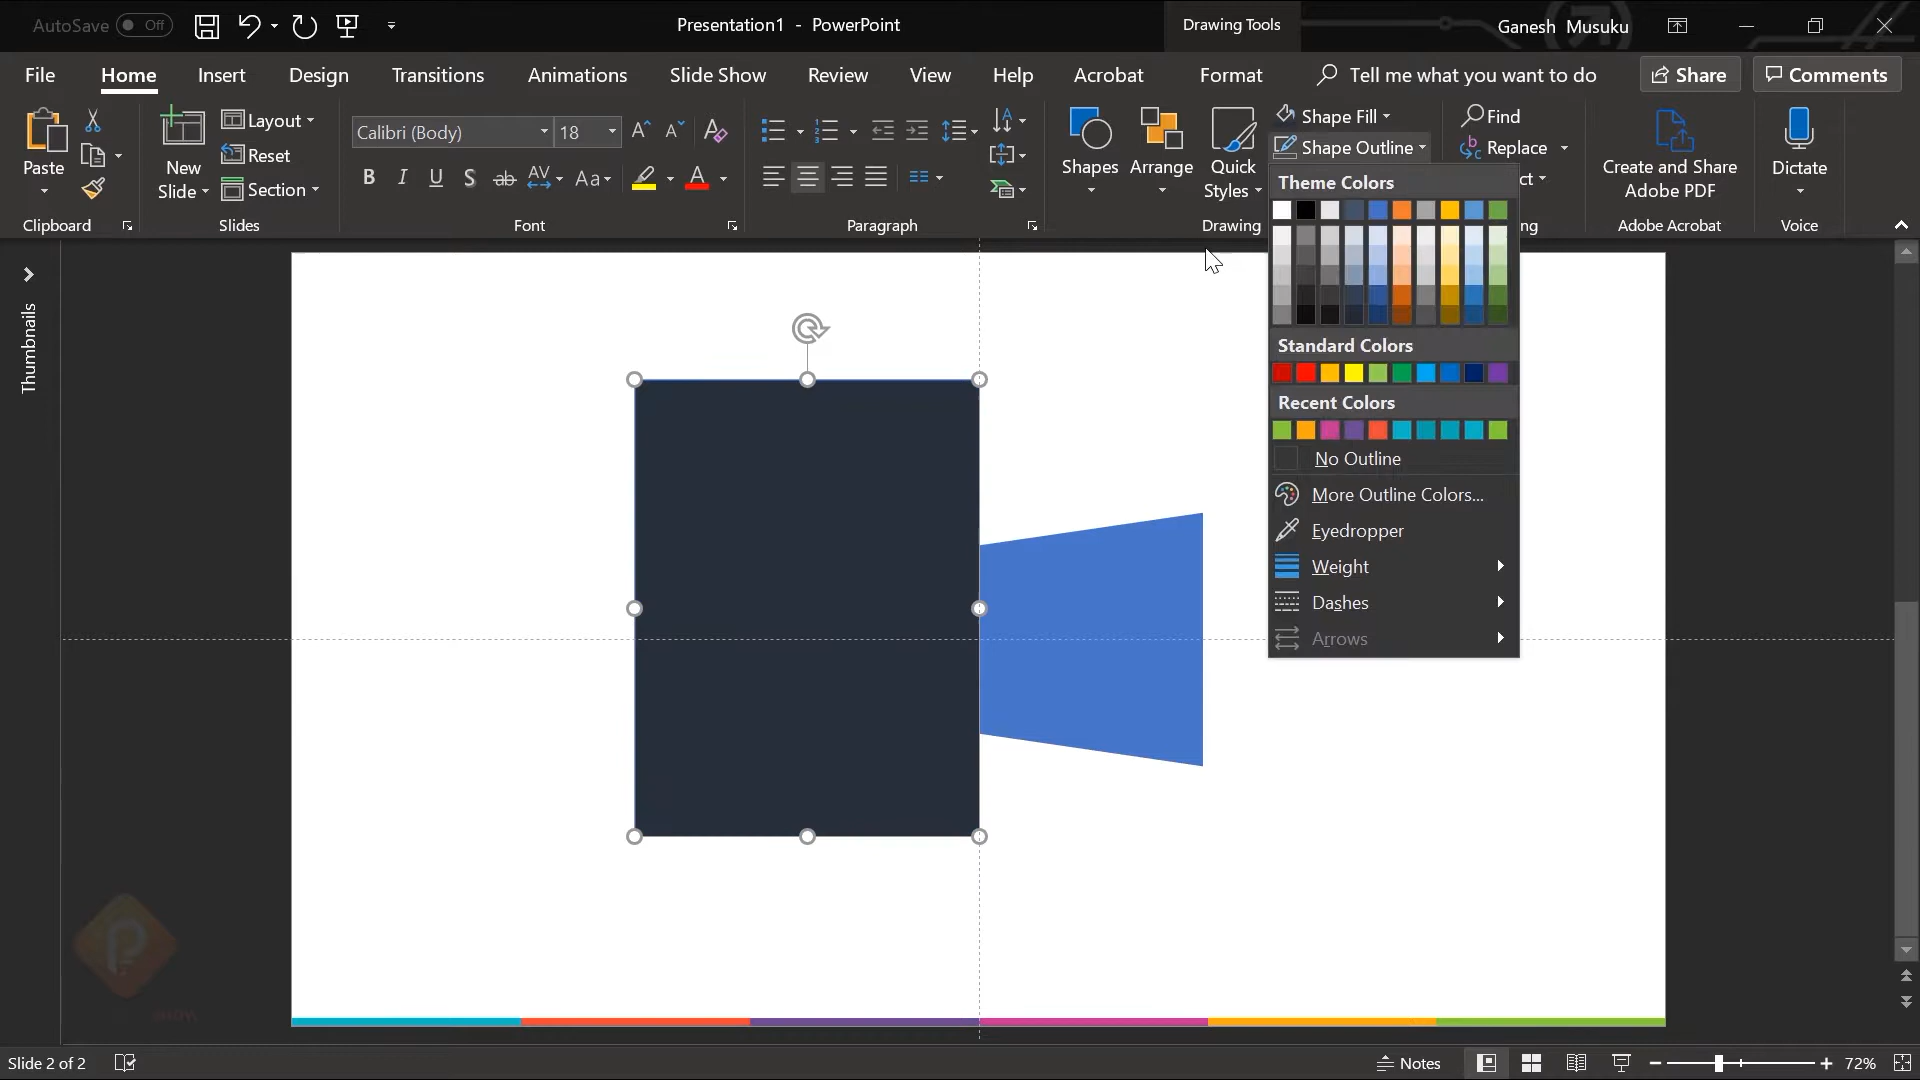 AutoSave Off
Presentation1 - PowerPoint
Drawing Tools
Ganesh Musuku
File
Home
Insert
Design
Transitions
Animations
Slide Show
Review
View
Help
Acrobat
Format
Tell me what you want to do
Share
Comments
Paste
New
Slide
Layout
Reset
Section
Calibri (Body)
18
Shapes
Arrange
Quick
Styles
Shape Fill
Shape Outline
Find
Replace
ct
Create and Share
Adobe PDF
Dictate
Clipboard
Slides
Font
Paragraph
Drawing
ng
Adobe Acrobat
Voice
Theme Colors
Standard Colors
Recent Colors
No Outline
More Outline Colors...
Eyedropper
Weight
Dashes
Arrows
Thumbnails
Slide 2 of 2
Notes
72%